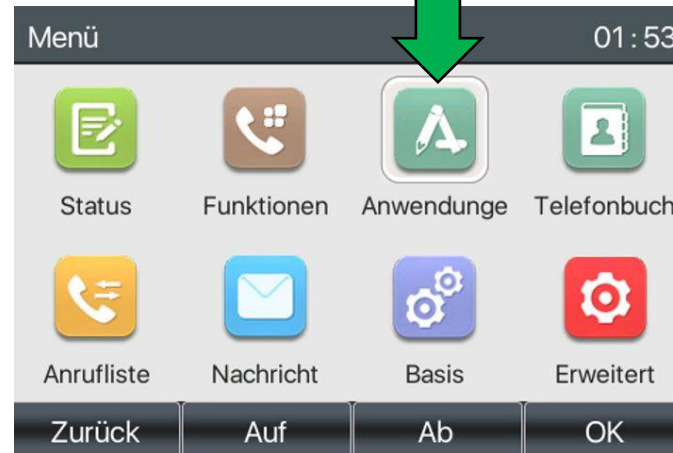 Menü 01:53
Status Funktionen Anwendunge Telefonbuch
Anrufliste Nachricht Basis Erweitert
Zurück Auf Ab OK